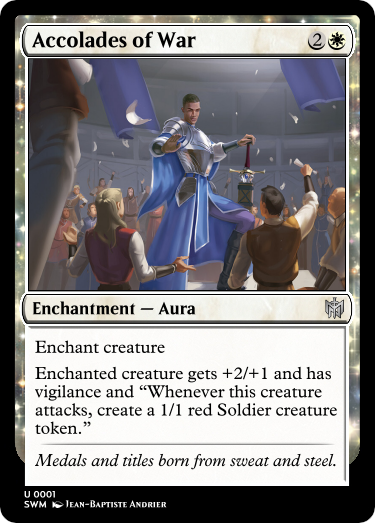 Accolades of War 2
Enchantment — Aura
Enchant creature
Enchanted creature gets +2/+1 and has
vigilance and “Whenever this creature
attacks, create a 1/1 red Soldier creature
token.”
Medals and titles born from sweat and steel.
U 0001
SWM Jean-Baptiste Andrier